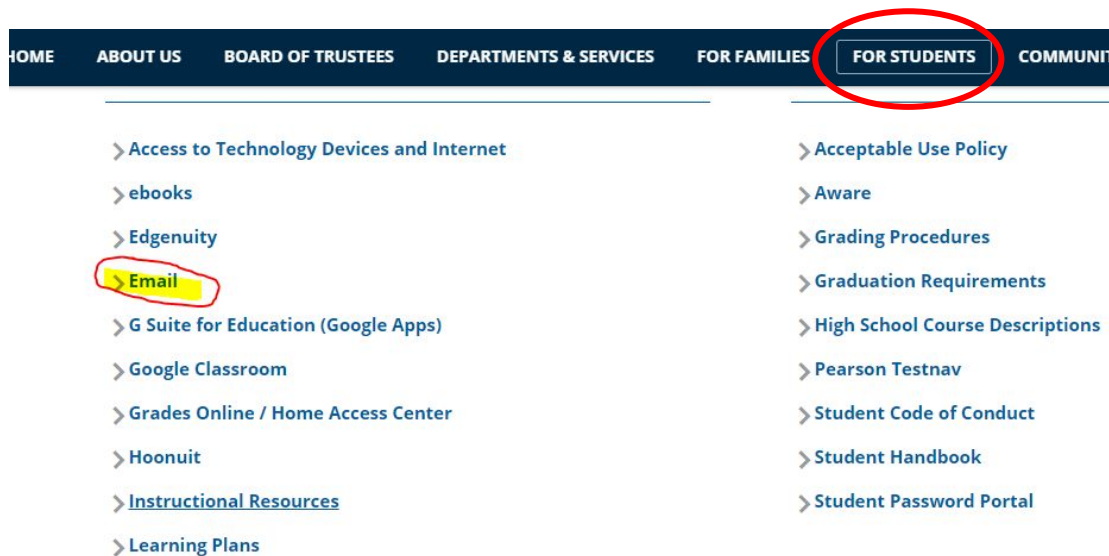 HOME ABOUT US BOARD OF TRUSTEES DEPARTMENTS & SERVICES FOR FAMILIES FOR STUDENTS COMMUNIT
Access to Technology Devices and Internet
ebooks
Edgenuity
Email
G Suite for Education (Google Apps)
Google Classroom
Grades Online / Home Access Center
Hoonuit
Instructional Resources
Learning Plans
Acceptable Use Policy
Aware
Grading Procedures
Graduation Requirements
High School Course Descriptions
Pearson Testnav
Student Code of Conduct
Student Handbook
Student Password Portal